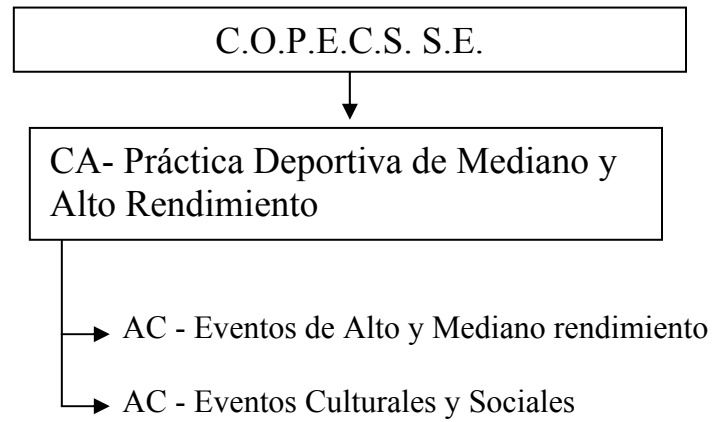 C.O.P.E.C.S. S.E.
CA- Práctica Deportiva de Mediano y
Alto Rendimiento
AC - Eventos de Alto y Mediano rendimiento
AC - Eventos Culturales y Sociales